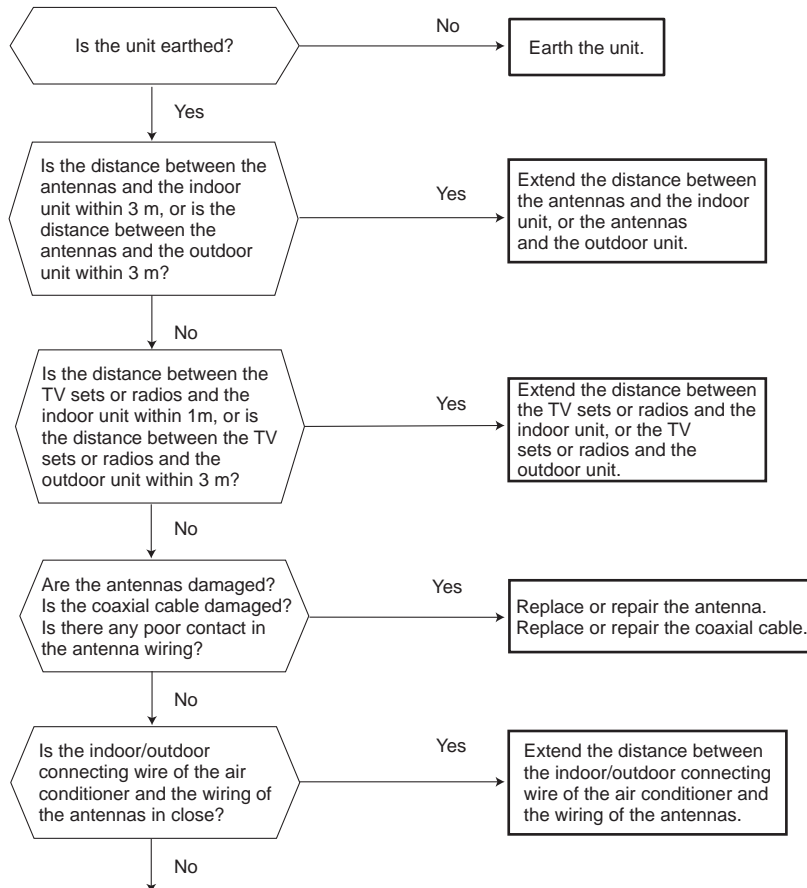 Is the unit earthed?
No
Earth the unit.
Yes
Is the distance between the
antennas and the indoor
unit within 3 m, or is the
distance between the
antennas and the outdoor
unit within 3 m?
Yes
Extend the distance between
the antennas and the indoor
unit, or the antennas
and the outdoor unit.
No
Is the distance between the
TV sets or radios and the
indoor unit within 1m, or is
the distance between the TV
sets or radios and the
outdoor unit within 3 m?
Yes
Extend the distance between
the TV sets or radios and the
indoor unit, or the TV
sets or radios and the
outdoor unit.
No
Are the antennas damaged?
Is the coaxial cable damaged?
Is there any poor contact in
the antenna wiring?
Yes
Replace or repair the antenna.
Replace or repair the coaxial cable.
No
Is the indoor/outdoor
connecting wire of the air
conditioner and the wiring of
the antennas in close?
Yes
Extend the distance between
the indoor/outdoor connecting
wire of the air conditioner and
the wiring of the antennas.
No